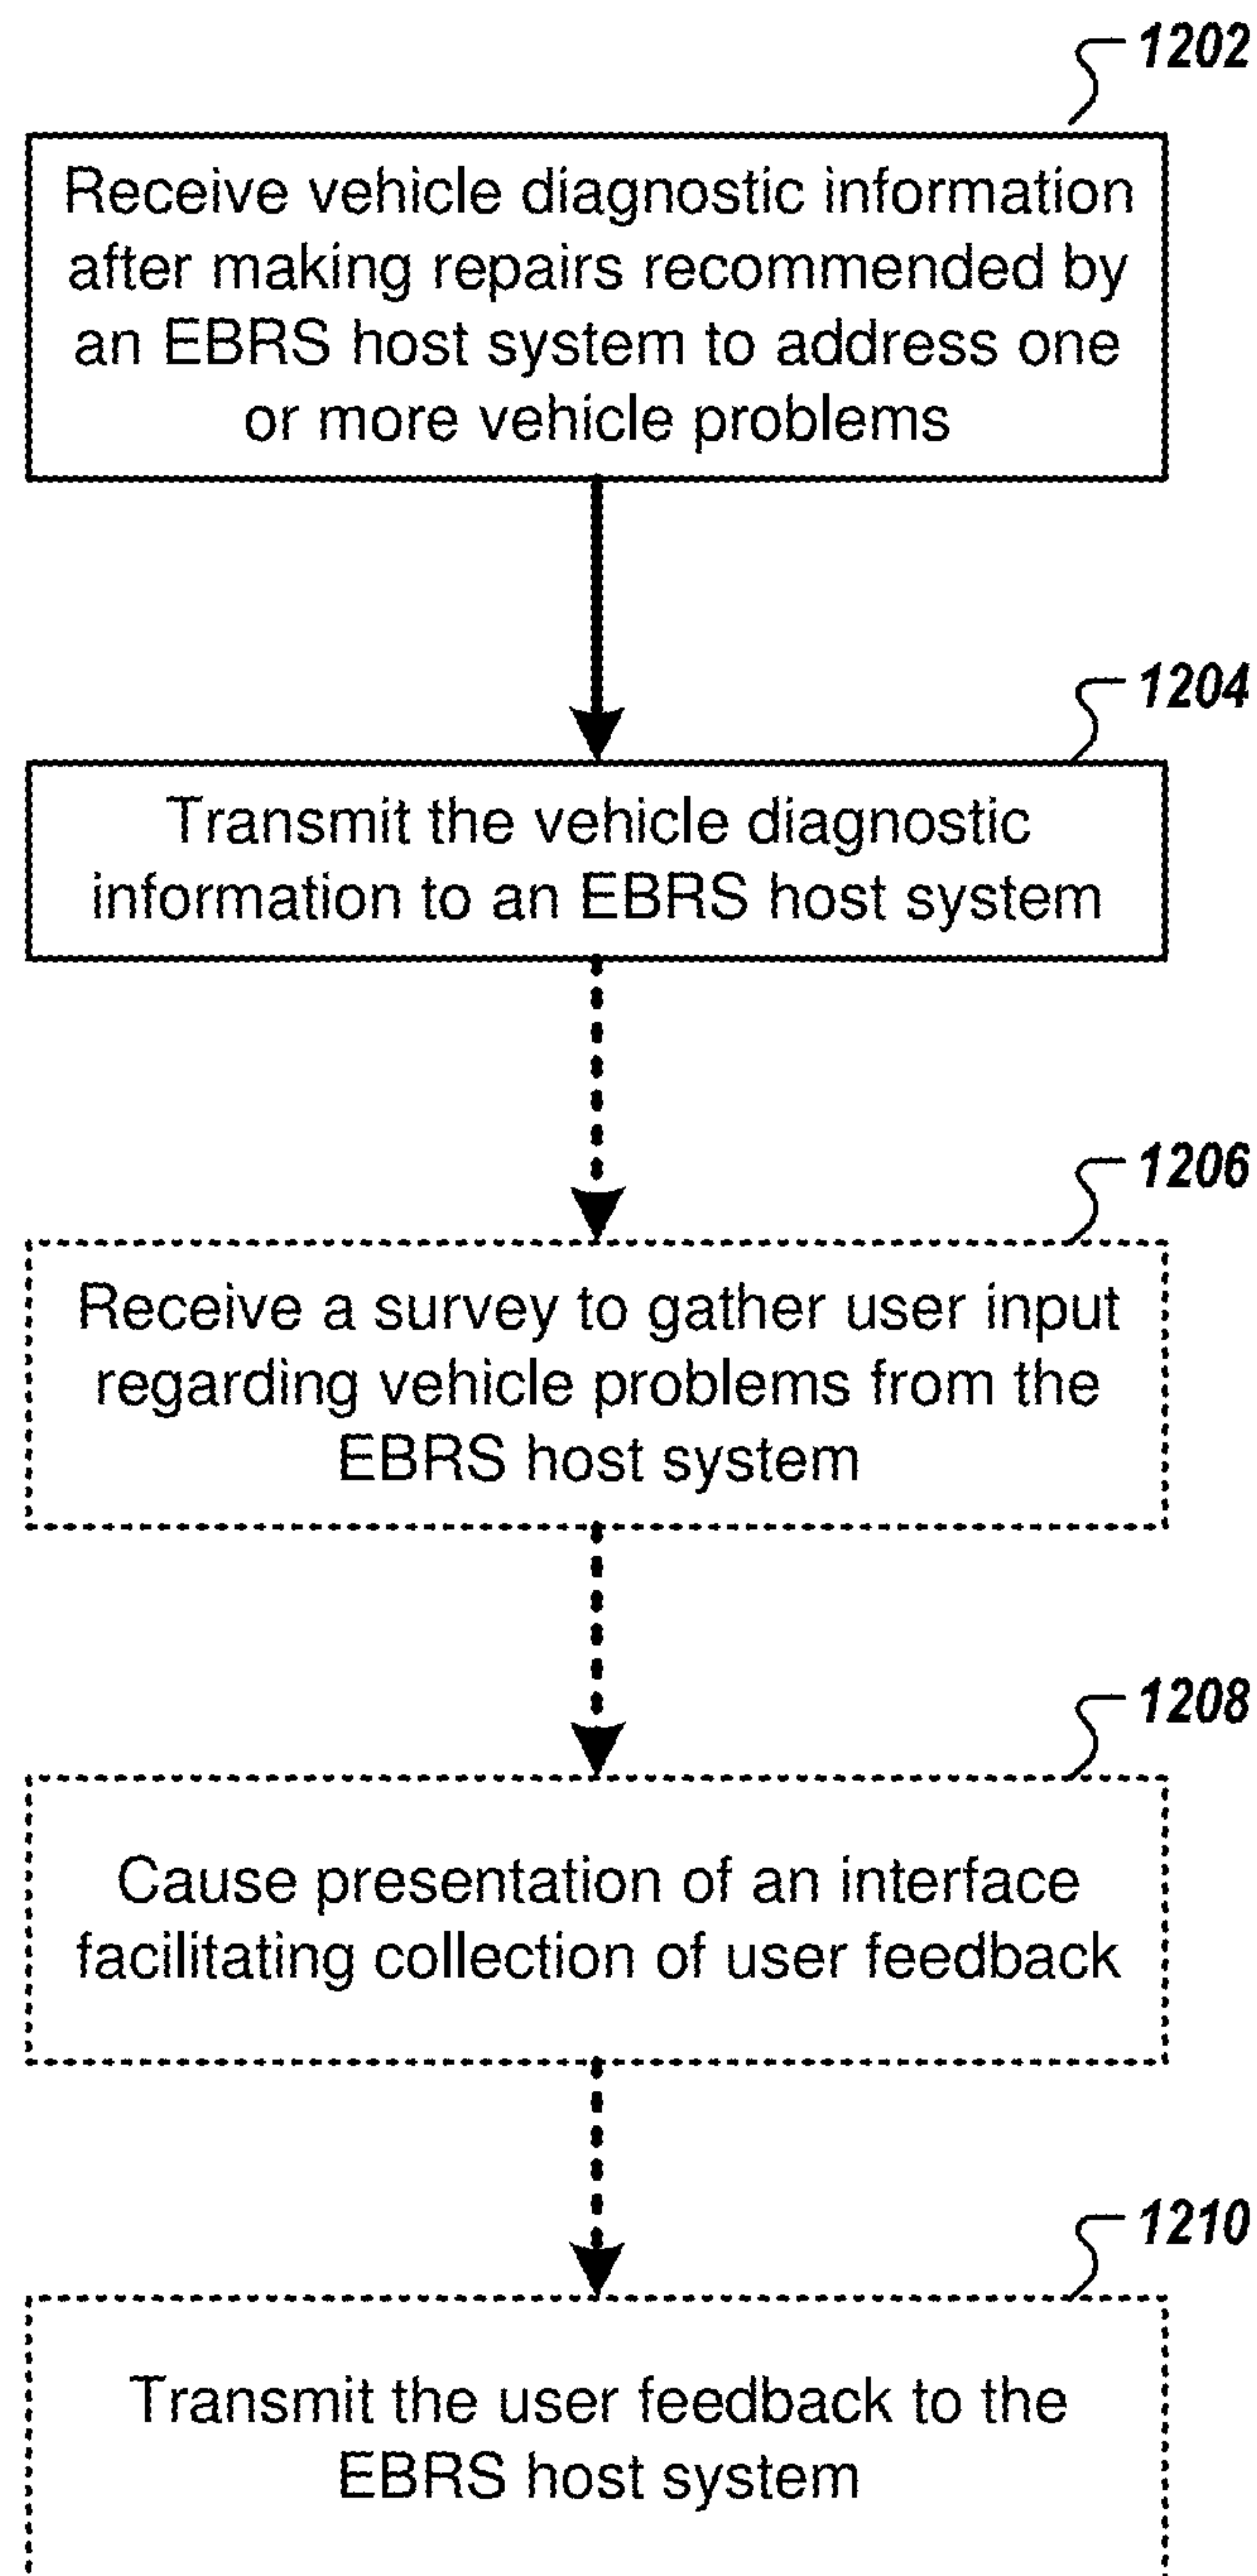 1202
Receive vehicle diagnostic information
after making repairs recommended by
an EBRS host system to address one
or more vehicle problems
1204
Transmit the vehicle diagnostic
information to an EBRS host system
1206
Receive a survey to gather user input
regarding vehicle problems from the
EBRS host system
1208
Cause presentation of an interface
facilitating collection of user feedback
1210
Transmit the user feedback to the
EBRS host system